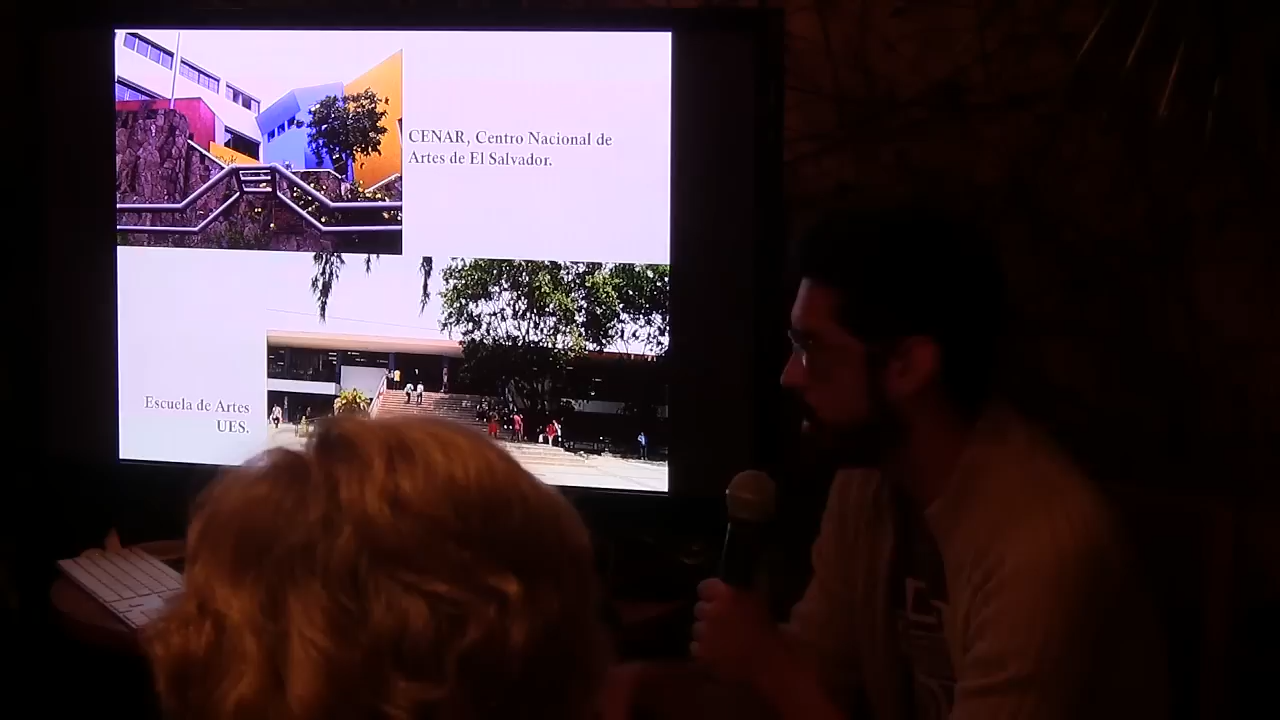 CENAR, Centro Nacional de
Artes de El Salvador.
Escuela de Artes
UES.